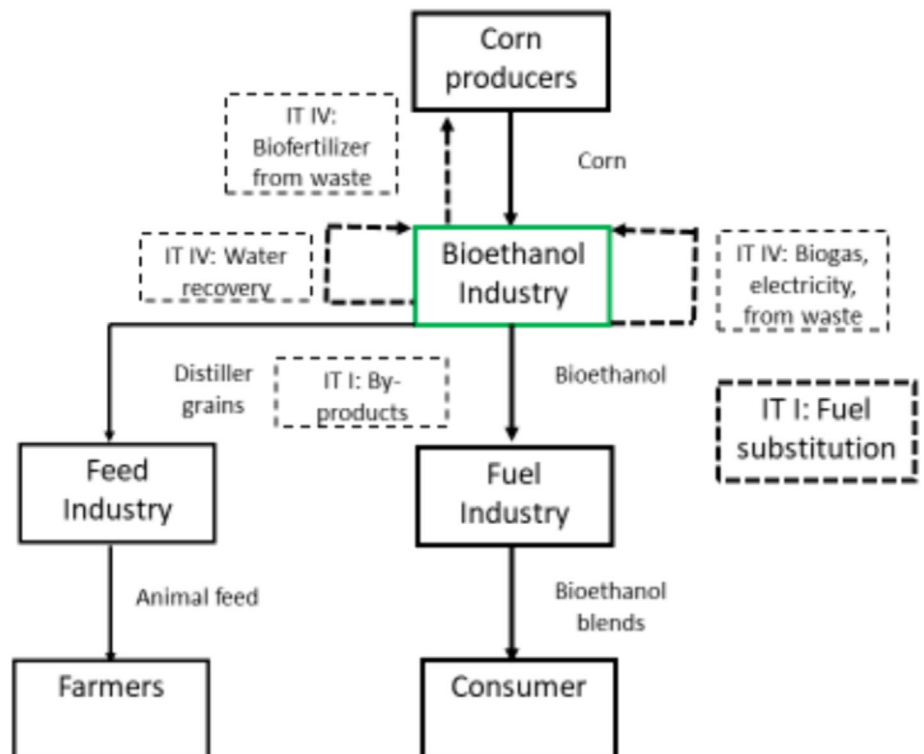 Corn
producers
IT IV:
Biofertilizer
from waste
Corn
IT IV: Water
recovery
Bioethanol
Industry
IT IV: Biogas,
electricity,
from waste
Distiller
grains
IT I: By-
products
Bioethanol
IT I: Fuel
substitution
Feed
Industry
Fuel
Industry
Animal feed
Bioethanol
blends
Farmers
Consumer